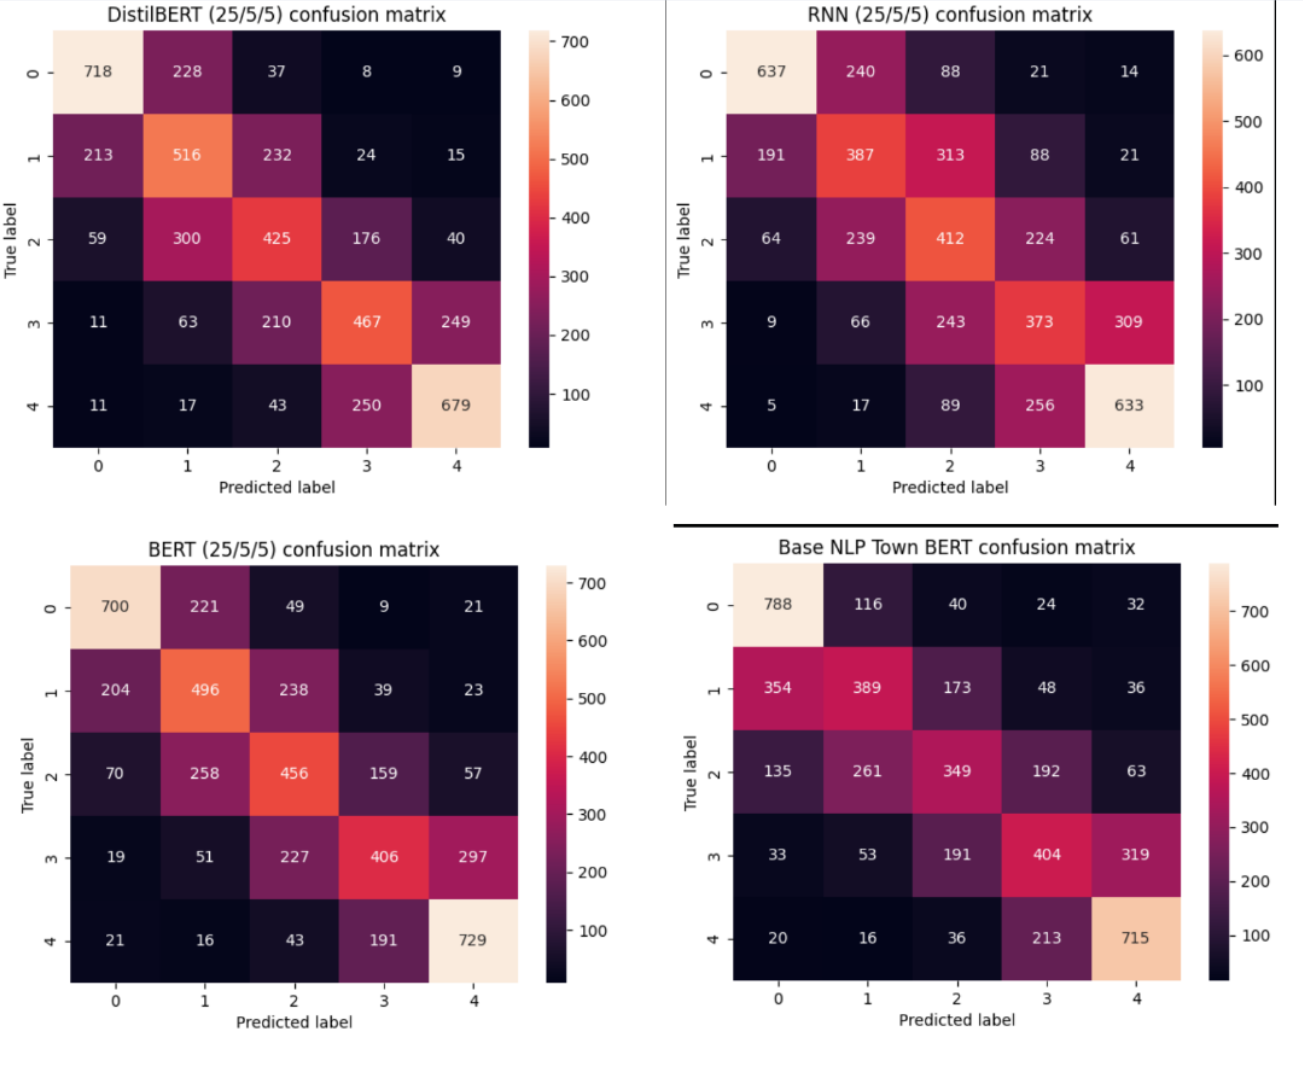 DistilBERT (25/5/5) confusion matrix
0 718 228 37 8 9
1 213 516 232 24 15
2 59 300 425 176 40
3 11 63 210 467 249
4 11 17 43 250 679
0 1 2 3 4
Predicted label
True label
700
600
500
400
300
200
100
RNN (25/5/5) confusion matrix
0 637 240 88 21 14
1 191 387 313 88 21
2 64 239 412 224 61
3 9 66 243 373 309
4 5 17 89 256 633
0 1 2 3 4
Predicted label
True label
600
500
400
300
200
100
BERT (25/5/5) confusion matrix
0 700 221 49 9 21
1 204 496 238 39 23
2 70 258 456 159 57
3 19 51 227 406 297
4 21 16 43 191 729
0 1 2 3 4
Predicted label
True label
700
600
500
400
300
200
100
Base NLP Town BERT confusion matrix
0 788 116 40 24 32
1 354 389 173 48 36
2 135 261 349 192 63
3 33 53 191 404 319
4 20 16 36 213 715
0 1 2 3 4
Predicted label
True label
700
600
500
400
300
200
100